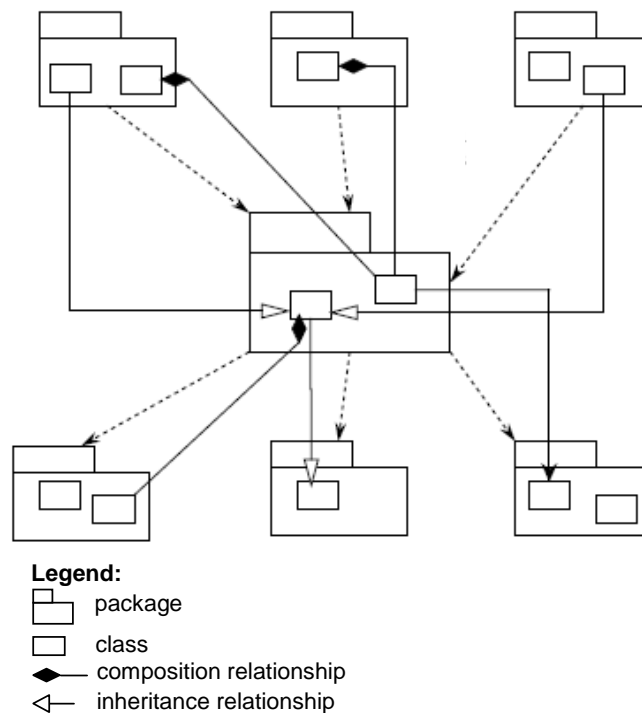 Legend:
package
class
composition relationship
inheritance relationship